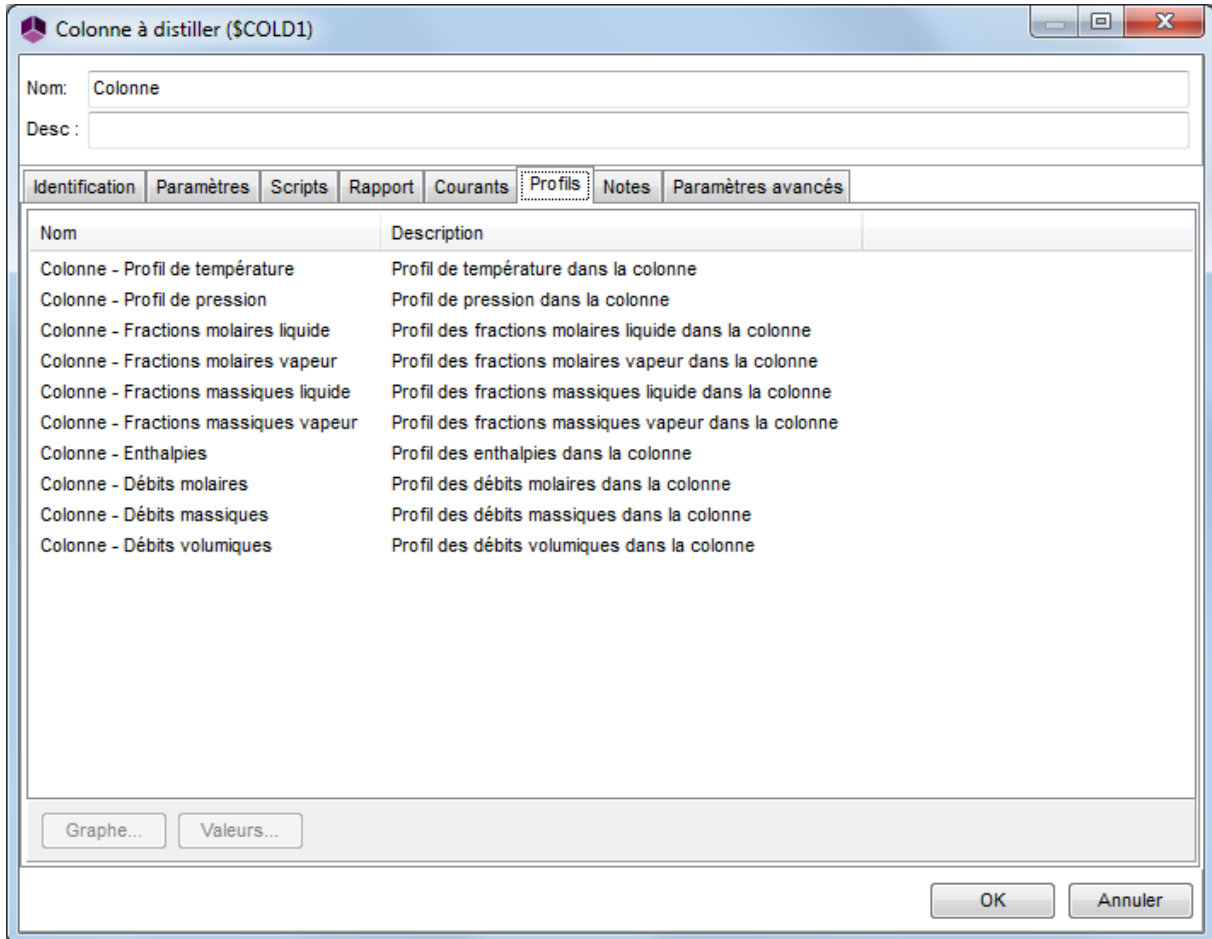 Colonne à distiller ($COLD1)
Nom: Colonne
Desc :
Identification Paramètres Scripts Rapport Courants Profils Notes Paramètres avancés
Nom Description
Colonne - Profil de température Profil de température dans la colonne
Colonne - Profil de pression Profil de pression dans la colonne
Colonne - Fractions molaires liquide Profil des fractions molaires liquide dans la colonne
Colonne - Fractions molaires vapeur Profil des fractions molaires vapeur dans la colonne
Colonne - Fractions massiques liquide Profil des fractions massiques liquide dans la colonne
Colonne - Fractions massiques vapeur Profil des fractions massiques vapeur dans la colonne
Colonne - Enthalpies Profil des enthalpies dans la colonne
Colonne - Débits molaires Profil des débits molaires dans la colonne
Colonne - Débits massiques Profil des débits massiques dans la colonne
Colonne - Débits volumiques Profil des débits volumiques dans la colonne
Graphe... Valeurs...
OK Annuler